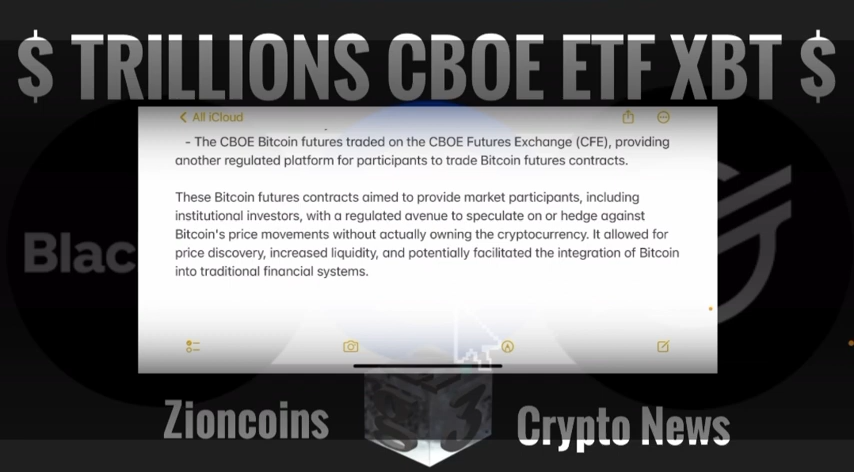 $ TRILLIONS CBOE ETF XBT $
All iCloud
- The CBOE Bitcoin futures traded on the CBOE Futures Exchange (CFE), providing
another regulated platform for participants to trade Bitcoin futures contracts.
These Bitcoin futures contracts aimed to provide market participants, including
institutional investors, with a regulated avenue to speculate on or hedge against
Bitcoin's price movements without actually owning the cryptocurrency. It allowed for
price discovery, increased liquidity, and potentially facilitated the integration of Bitcoin
into traditional financial systems.
Blac
Zioncoins
3
Crypto News